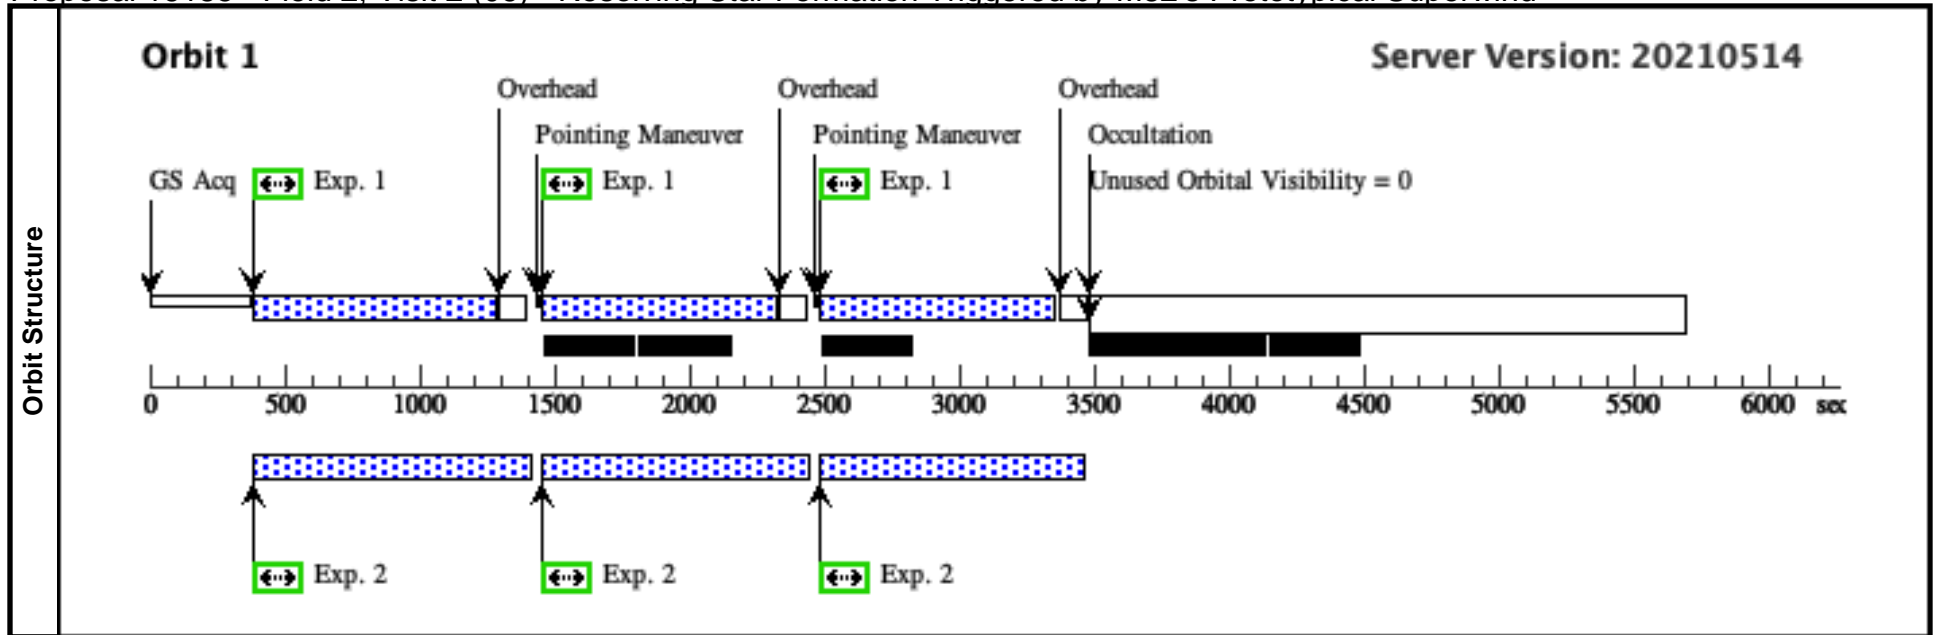 Orbit 1
Server Version: 20210514
Overhead Overhead Overhead
Pointing Maneuver Pointing Maneuver Occultation
GS Acq Exp. 1 Exp. 1 Exp. 1 Unused Orbital Visibility = 0
Orbit Structure
0 500 1000 1500 2000 2500 3000 3500 4000 4500 5000 5500 6000 sec
Exp. 2 Exp. 2 Exp. 2